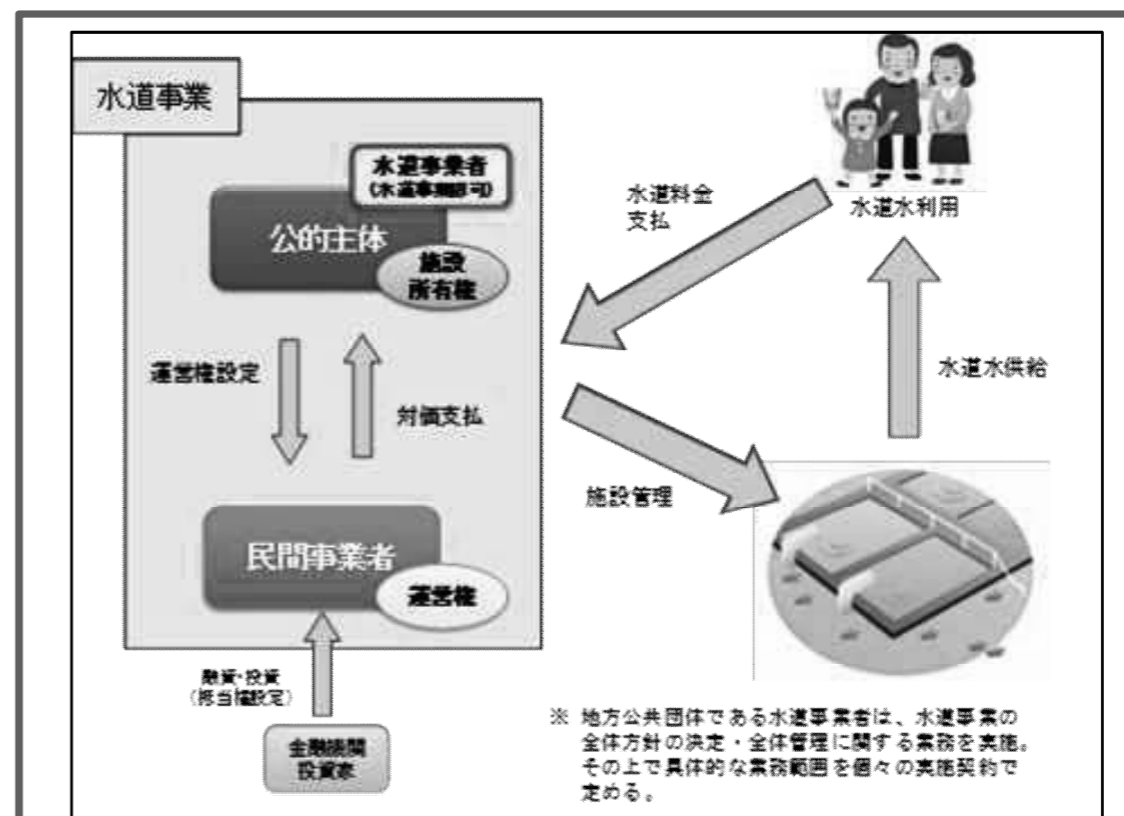 水道事業
水道事業者
(水道事業認可)
公的主体
施設
所有権
運営権設定
対価支払
民間事業者
運営権
融資・投資
(抵当権設定)
金融機関
投資家
水道料金
支払
水道水利用
水道水供給
施設管理
※ 地方公共団体である水道事業者は、水道事業の
全体方針の決定・全体管理に関する業務を実施。
その上で具体的な業務範囲を個々の実施契約で
定める。